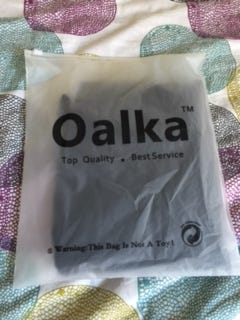 Oalka™
Top Quality • Best Service
Warning: This Bag Is Not A Toy!